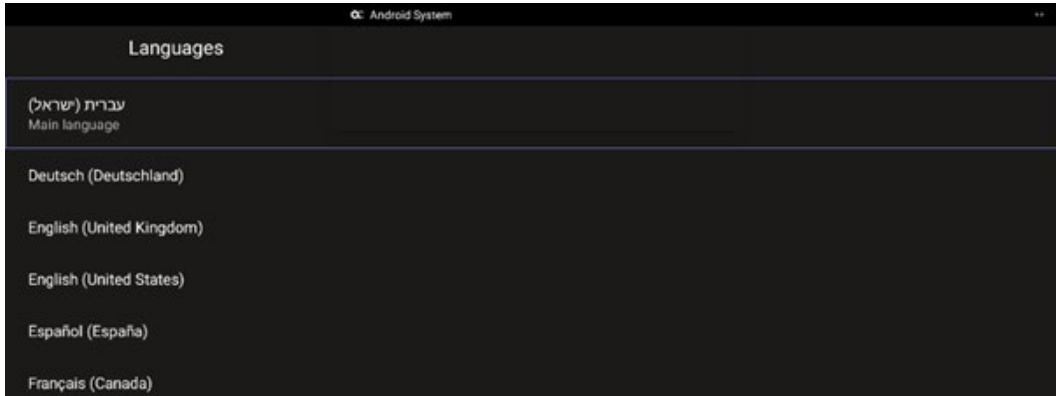 Android System
Languages
עברית (ישראל)
Main language
Deutsch (Deutschland)
English (United Kingdom)
English (United States)
Español (España)
Français (Canada)